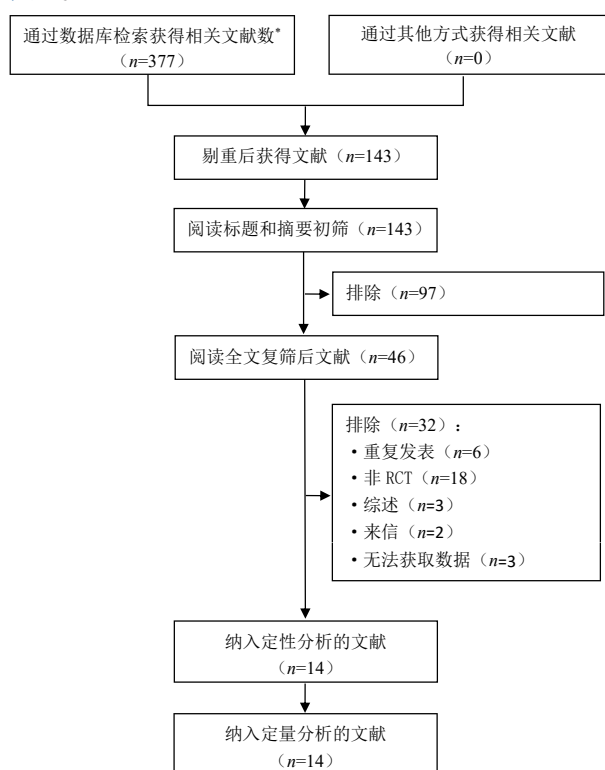 通过数据库检索获得相关文献数*
（n=377）
通过其他方式获得相关文献
（n=0）
剔重后获得文献（n=143）
阅读标题和摘要初筛（n=143）
排除（n=97）
阅读全文复筛后文献（n=46）
排除（n=32）：
·重复发表（n=6）
·非 RCT（n=18）
·综述（n=3）
·来信（n=2）
·无法获取数据（n=3）
纳入定性分析的文献
（n=14）
纳入定量分析的文献
（n=14）